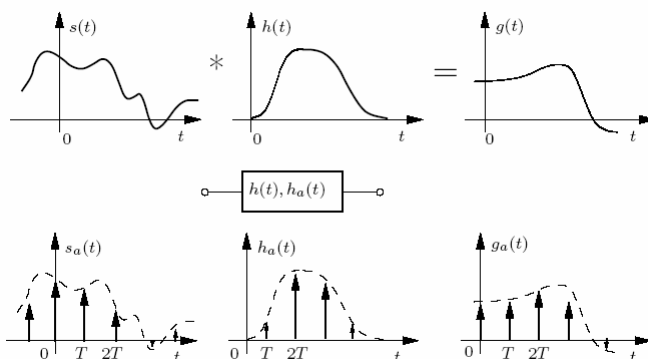 s(t) * h(t) = g(t)
0 t 0 t 0 t
h(t), h_a(t)
s_a(t) h_a(t) g_a(t)
0 T 2T t 0 T 2T t 0 T 2T t